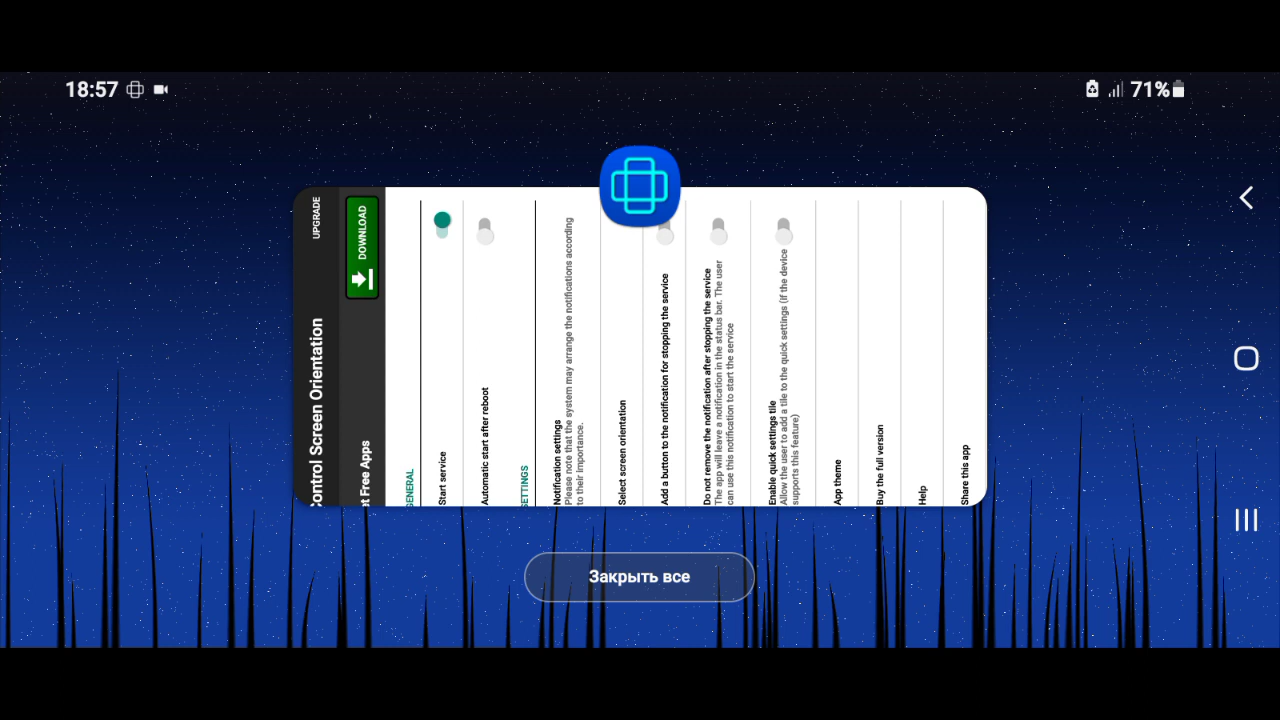 18:57
71%
UPGRADE
ontrol Screen Orientation
DOWNLOAD
et Free Apps
GENERAL
Start service
Automatic start after reboot
SETTINGS
Notification settings
Please note that the system may arrange the notifications according
to their importance.
Select screen orientation
Add a button to the notification for stopping the service
Do not remove the notification after stopping the service
The app will leave a notification in the status bar. The user
can use this notification to start the service
Enable quick settings tile
Allow the user to add a tile to the quick settings (if the device
supports this feature)
App theme
Buy the full version
Help
Share this app
Закрыть все